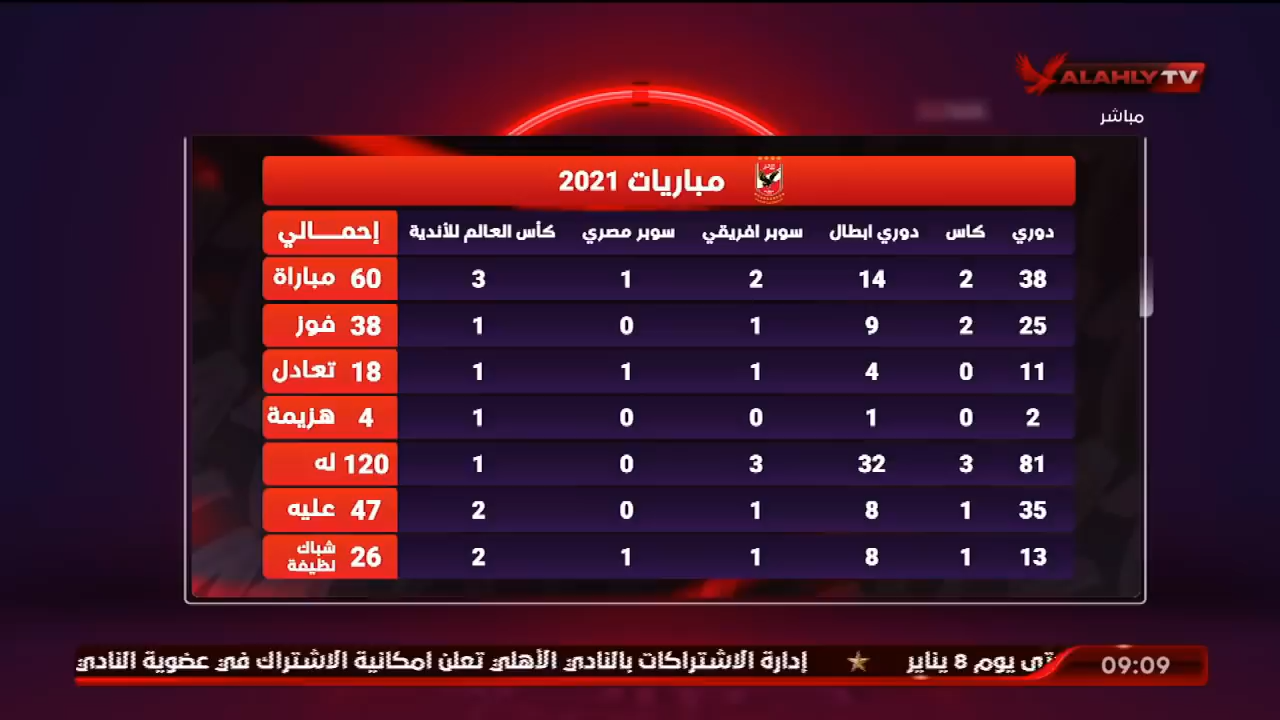 ALAHLY TV
مباشر
مباريات 2021
دوري كاس دوري ابطال سوبر افريقي سوبر مصري كأس العالم للأندية إحمـــالي
38 2 14 2 1 3 60 مباراة
25 2 9 1 0 1 38 فوز
11 0 4 1 1 1 18 تعادل
2 0 1 0 0 1 4 هزيمة
81 3 32 3 0 1 120 له
35 1 8 1 0 2 47 عليه
13 1 8 1 1 2 26 شباك نظيفة
09:09 يوم 8 يناير ★ إدارة الاشتراكات بالنادي الأهلي تعلن امكانية الاشتراك في عضوية النادي